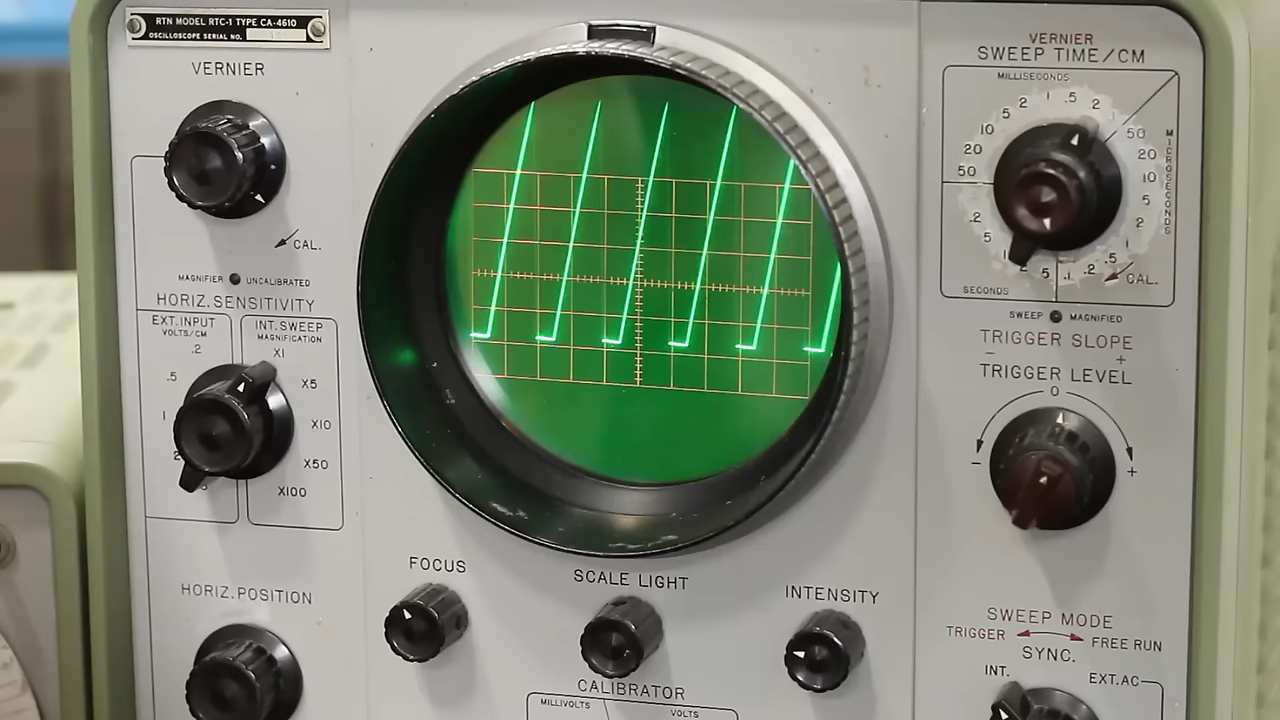 RTN MODEL RTC-1 TYPE CA-4610
OSCILLOSCOPE SERIAL NO.
VERNIER
CAL.
MAGNIFIER UNCALIBRATED
HORIZ. SENSITIVITY
EXT. INPUT
VOLTS/CM
.2
.5
1
INT. SWEEP
MAGNIFICATION
X1
X5
X10
X50
X100
HORIZ. POSITION
FOCUS
SCALE LIGHT
INTENSITY
CALIBRATOR
MILLIVOLTS
VOLTS
VERNIER
SWEEP TIME/CM
MILLISECONDS
50 20 10 5 2 1 .5 .2
MICROSECONDS
50 20 10 5 2 1 .5 .2 .1
SECONDS
.2 .5 1 2 5
CAL.
SWEEP MAGNIFIED
TRIGGER SLOPE
- +
TRIGGER LEVEL
0
- +
SWEEP MODE
TRIGGER FREE RUN
SYNC.
INT. EXT. AC